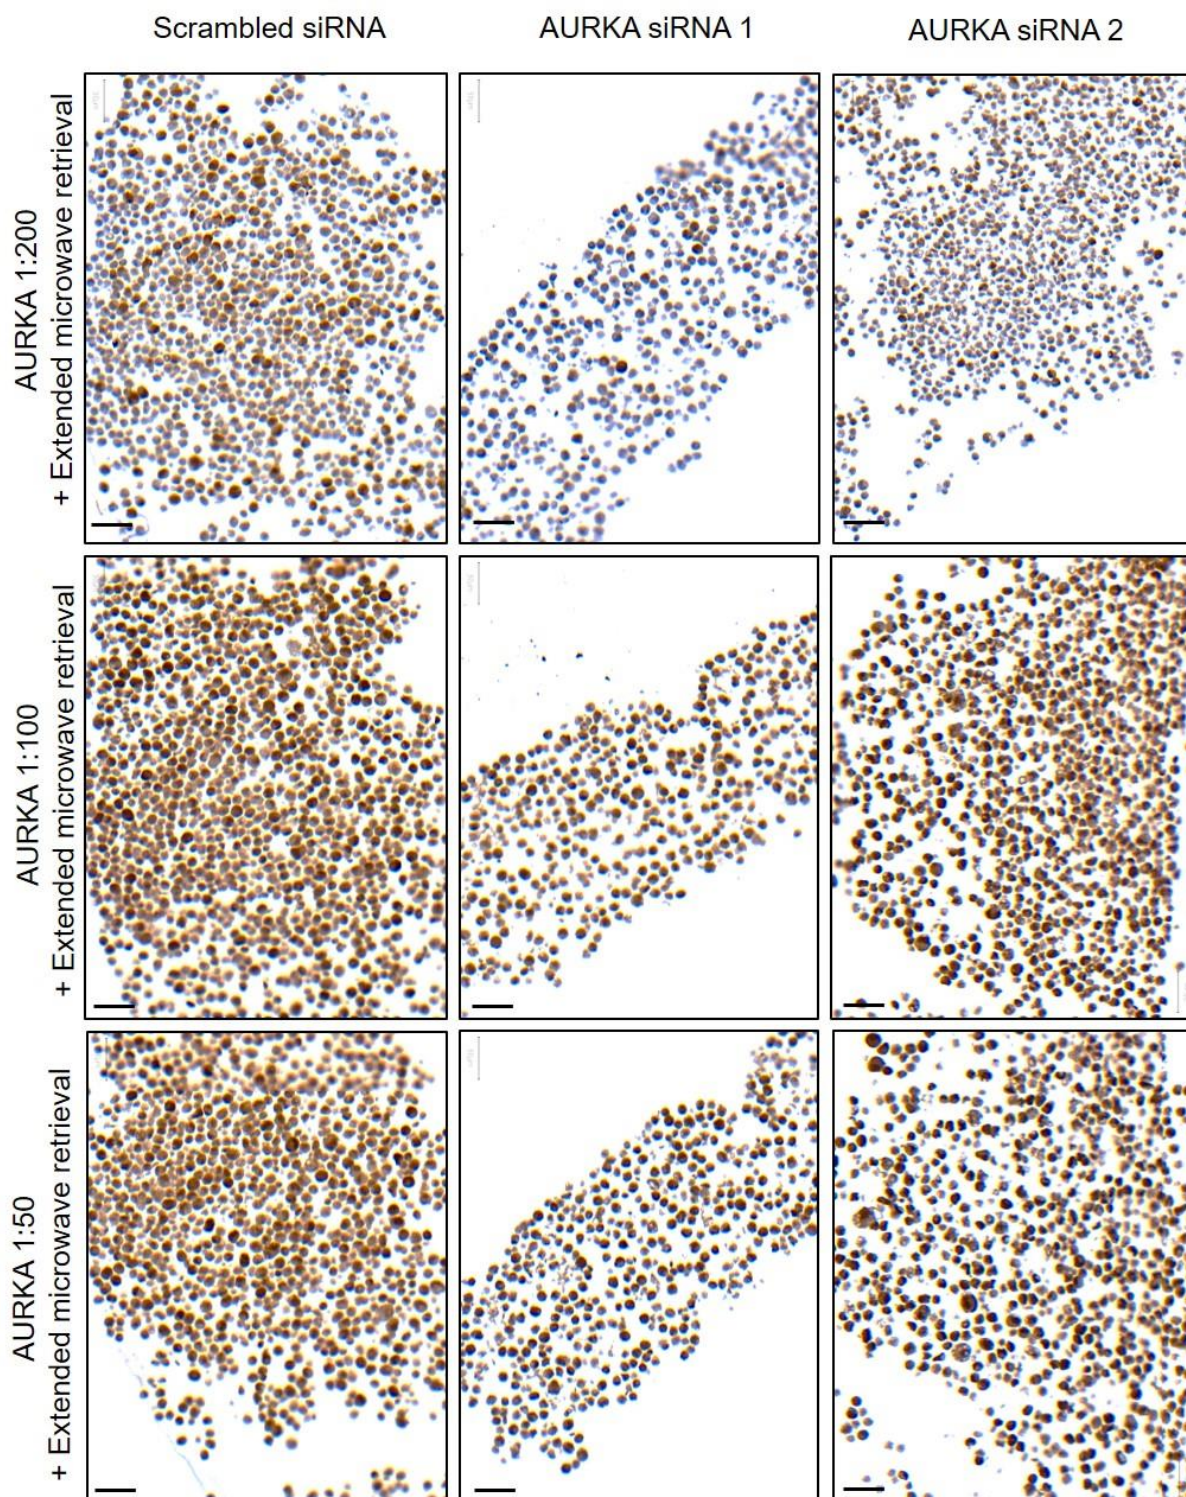 Scrambled siRNA
AURKA siRNA 1
AURKA siRNA 2
AURKA 1:200
+ Extended microwave retrieval
AURKA 1:100
+ Extended microwave retrieval
AURKA 1:50
+ Extended microwave retrieval